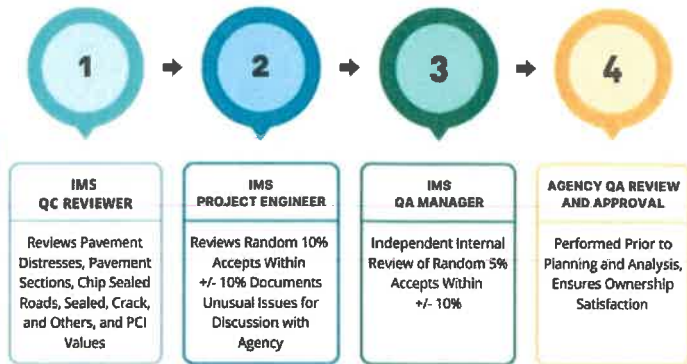 1
2
3
4
IMS
QC REVIEWER
Reviews Pavement
Distresses, Pavement
Sections, Chip Sealed
Roads, Sealed, Crack,
and Others, and PCI
Values
IMS
PROJECT ENGINEER
Reviews Random 10%
Accepts Within
+/- 10% Documents
Unusual Issues for
Discussion with
Agency
IMS
QA MANAGER
Independent Internal
Review of Random 5%
Accepts Within
+/- 10%
AGENCY QA REVIEW
AND APPROVAL
Performed Prior to
Planning and Analysis,
Ensures Ownership
Satisfaction